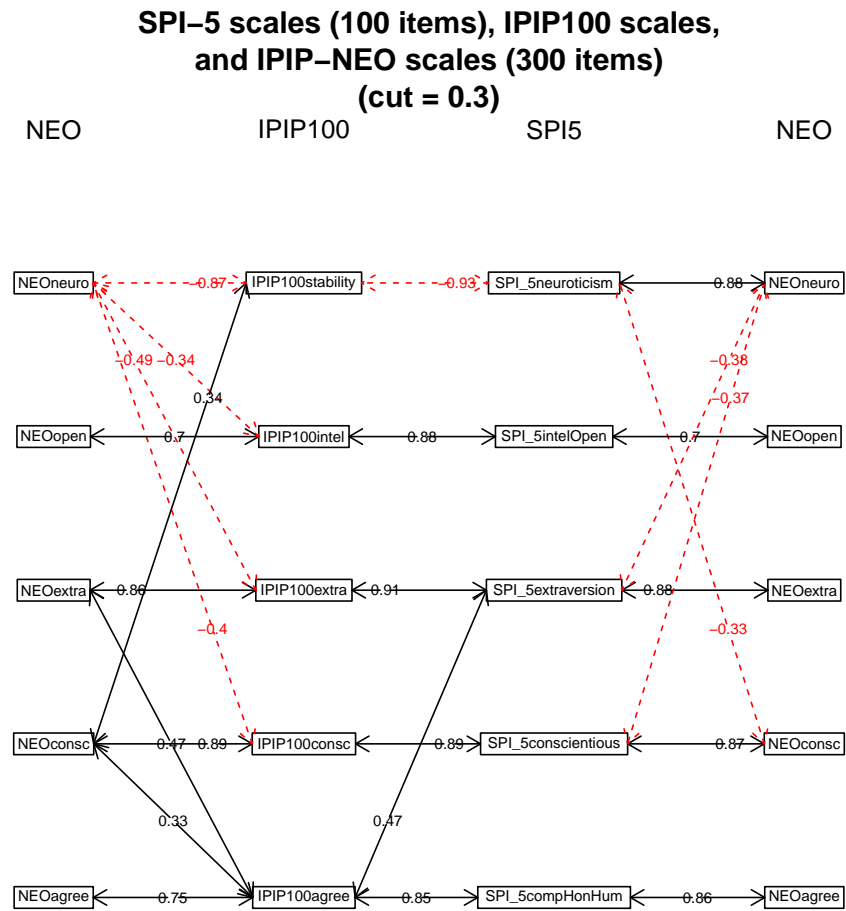 SPI−5 scales (100 items), IPIP100 scales,
and IPIP−NEO scales (300 items)
(cut = 0.3)
NEO IPIP100 SPI5 NEO
NEOneuro −0.87 IPIP100stability −0.93 SPI_5neuroticism 0.88 NEOneuro
−0.49 −0.34 −0.38
0.34 −0.37
NEOopen 0.7 IPIP100intel 0.88 SPI_5intelOpen 0.7 NEOopen
NEOextra 0.86 IPIP100extra 0.91 SPI_5extraversion 0.88 NEOextra
−0.4 −0.33
NEOconsc 0.47 0.89 IPIP100consc 0.89 SPI_5conscientious 0.87 NEOconsc
0.33 0.47
NEOagree 0.75 IPIP100agree 0.85 SPI_5compHonHum 0.86 NEOagree